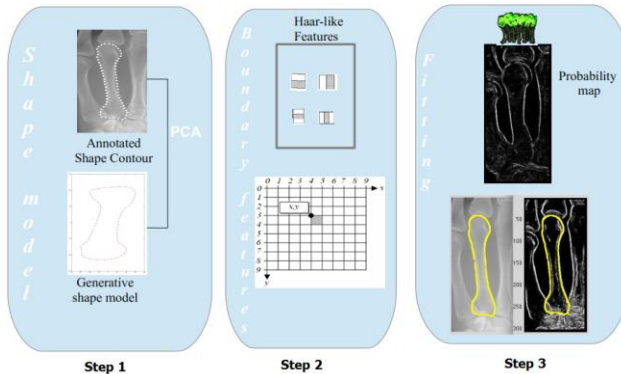 Shape model
Annotated
Shape Contour
PCA
Generative
shape model
Step 1
Boundary features
Haar-like
Features
0 1 2 3 4 5 6 7 8 9
x
0
1
2
3
4
5
6
7
8
9
x,y
y
Step 2
Fitting
Probability
map
50
100
150
200
250
Step 3